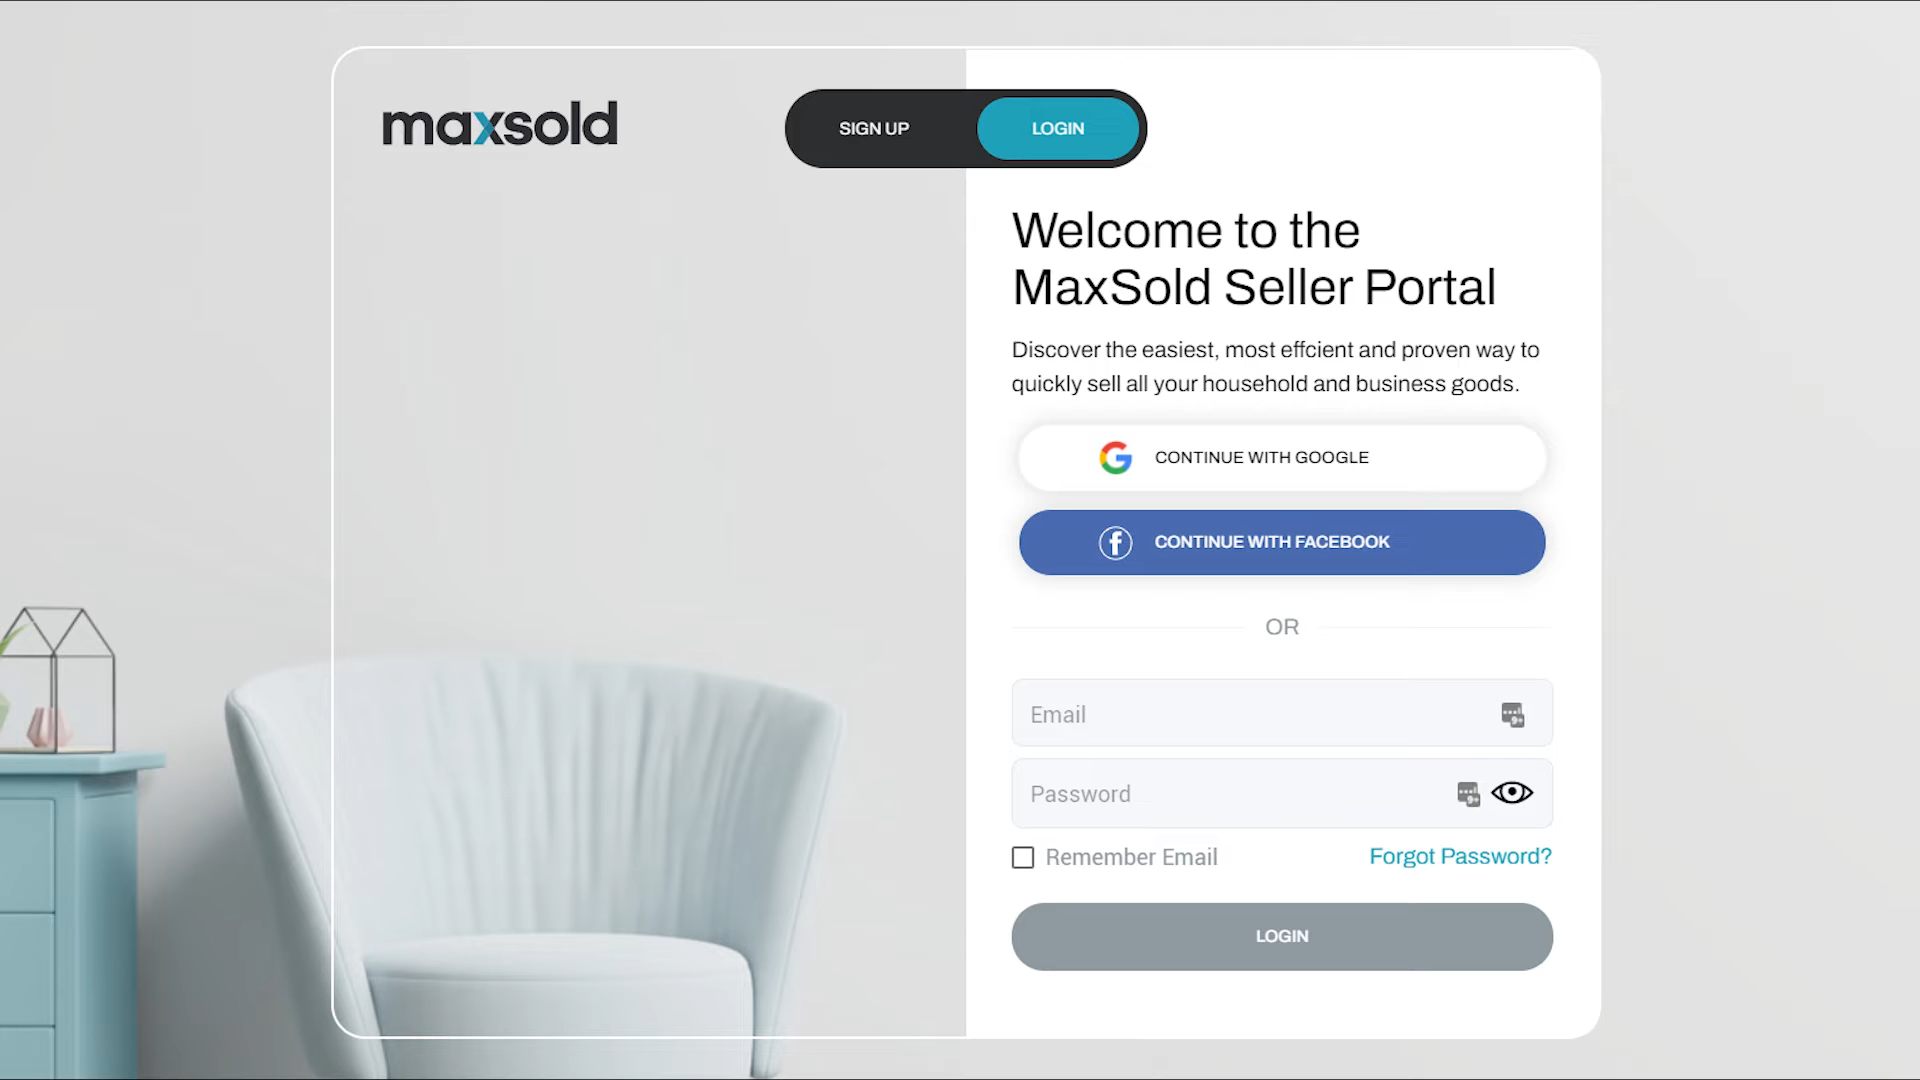 maxsold
SIGN UP
LOGIN
Welcome to the
MaxSold Seller Portal
Discover the easiest, most effcient and proven way to
quickly sell all your household and business goods.
CONTINUE WITH GOOGLE
CONTINUE WITH FACEBOOK
OR
Email
Password
Remember Email
Forgot Password?
LOGIN